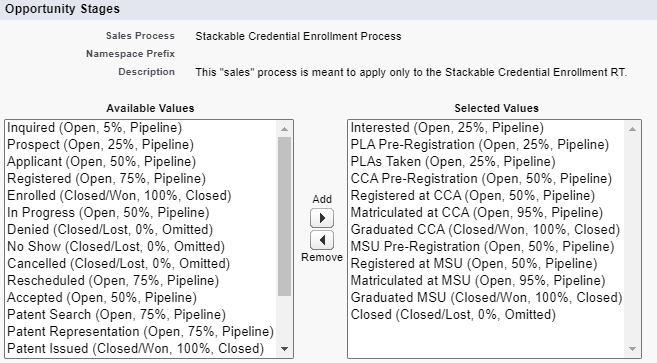 Opportunity Stages
Sales Process Stackable Credential Enrollment Process
Namespace Prefix
Description This "sales" process is meant to apply only to the Stackable Credential Enrollment RT.
Available Values
Inquired (Open, 5%, Pipeline)
Prospect (Open, 25%, Pipeline)
Applicant (Open, 50%, Pipeline)
Registered (Open, 75%, Pipeline)
Enrolled (Closed/Won, 100%, Closed)
In Progress (Open, 50%, Pipeline)
Denied (Closed/Lost, 0%, Omitted)
No Show (Closed/Lost, 0%, Omitted)
Cancelled (Closed/Lost, 0%, Omitted)
Rescheduled (Open, 75%, Pipeline)
Accepted (Open, 50%, Pipeline)
Patent Search (Open, 75%, Pipeline)
Patent Representation (Open, 75%, Pipeline)
Patent Issued (Closed/Won, 100%, Closed)
Add
Remove
Selected Values
Interested (Open, 25%, Pipeline)
PLA Pre-Registration (Open, 25%, Pipeline)
PLAs Taken (Open, 25%, Pipeline)
CCA Pre-Registration (Open, 50%, Pipeline)
Registered at CCA (Open, 50%, Pipeline)
Matriculated at CCA (Open, 95%, Pipeline)
Graduated CCA (Closed/Won, 100%, Closed)
MSU Pre-Registration (Open, 50%, Pipeline)
Registered at MSU (Open, 50%, Pipeline)
Matriculated at MSU (Open, 95%, Pipeline)
Graduated MSU (Closed/Won, 100%, Closed)
Closed (Closed/Lost, 0%, Omitted)